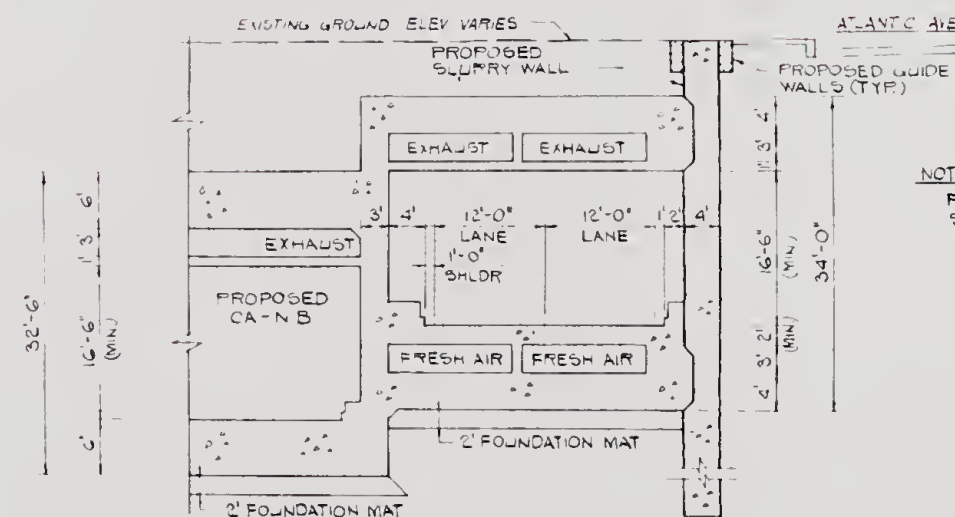 EXISTING GROUND ELEV VARIES
ATLANTIC AVE
PROPOSED
SLURRY WALL
PROPOSED GUIDE
WALLS (TYP.)
EXHAUST EXHAUST
4'
3'
1'
NOT
3' 4' 12'-0" 12'-0" 1' 2' 4'
LANE LANE
1'-0"
SHLDR
16'-6"
(MIN.)
34'-0"
6'
3'
1'
EXHAUST
PROPOSED
CA-NB
32'-6"
16'-6"
(MIN.)
FRESH AIR FRESH AIR
2'
(MIN.)
3'
4'
6'
2' FOUNDATION MAT
2' FOUNDATION MAT